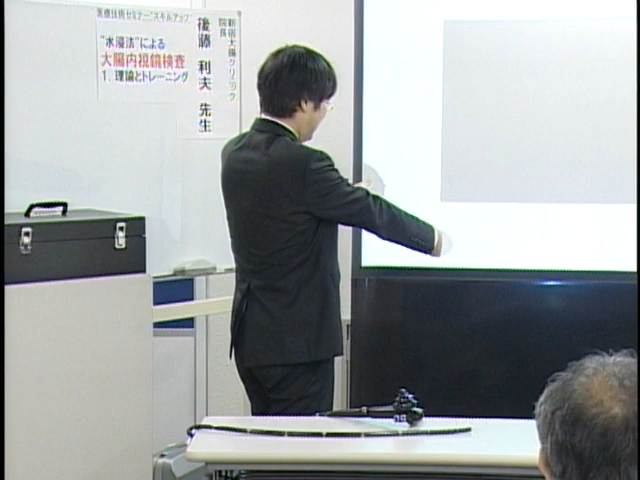 医療技術セミナー"スキルアップ"
"水浸法"による
大腸内視鏡検査
1. 理論とトレーニング
新宿大腸クリニック
院長
後藤 利夫 先生